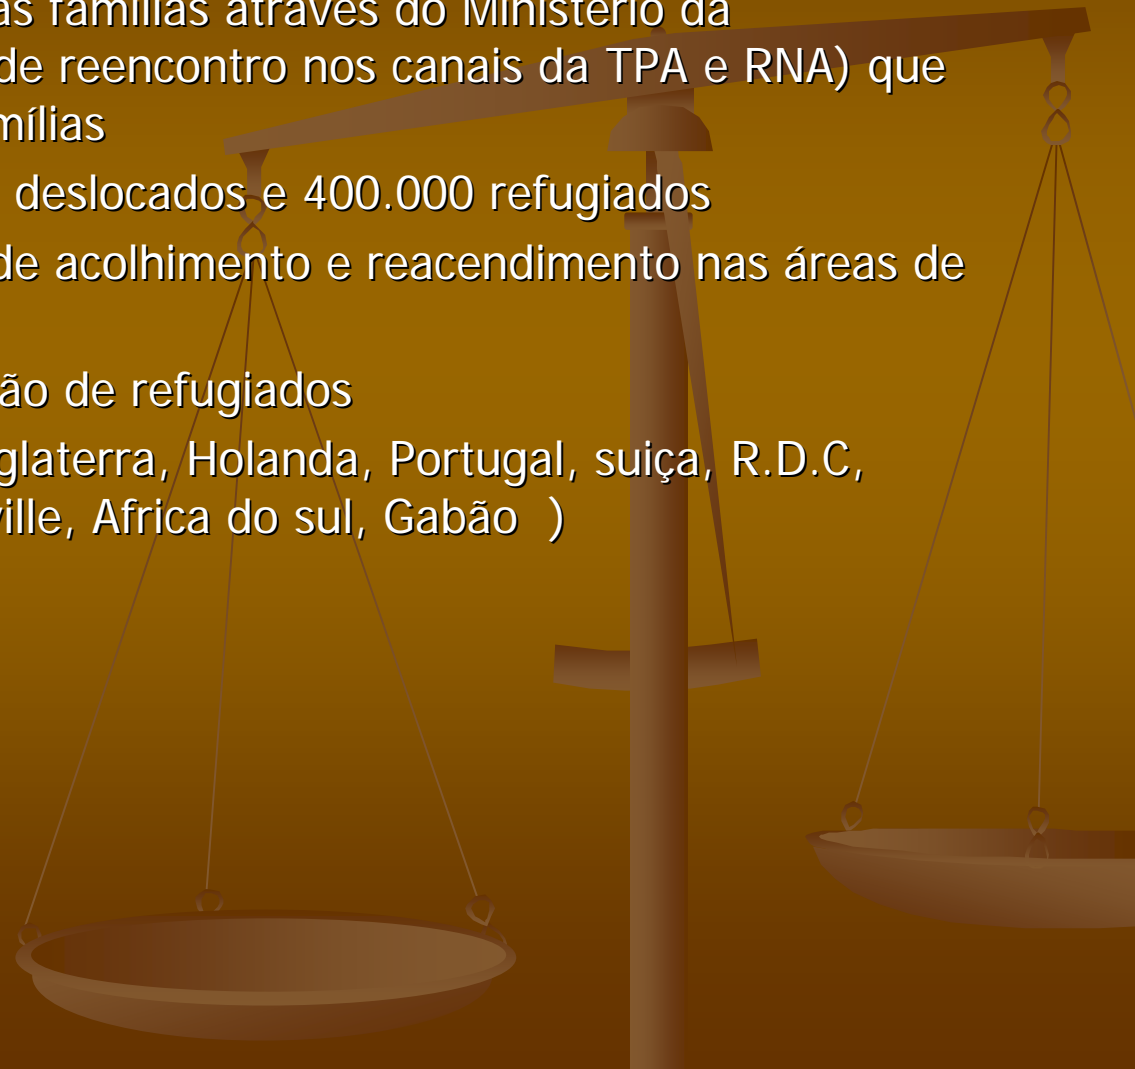 as famílias através do Ministério da
de reencontro nos canais da TPA e RNA) que
mílias
deslocados e 400.000 refugiados
de acolhimento e reacendimento nas áreas de
ão de refugiados
glaterra, Holanda, Portugal, suiça, R.D.C,
ville, Africa do sul, Gabão )